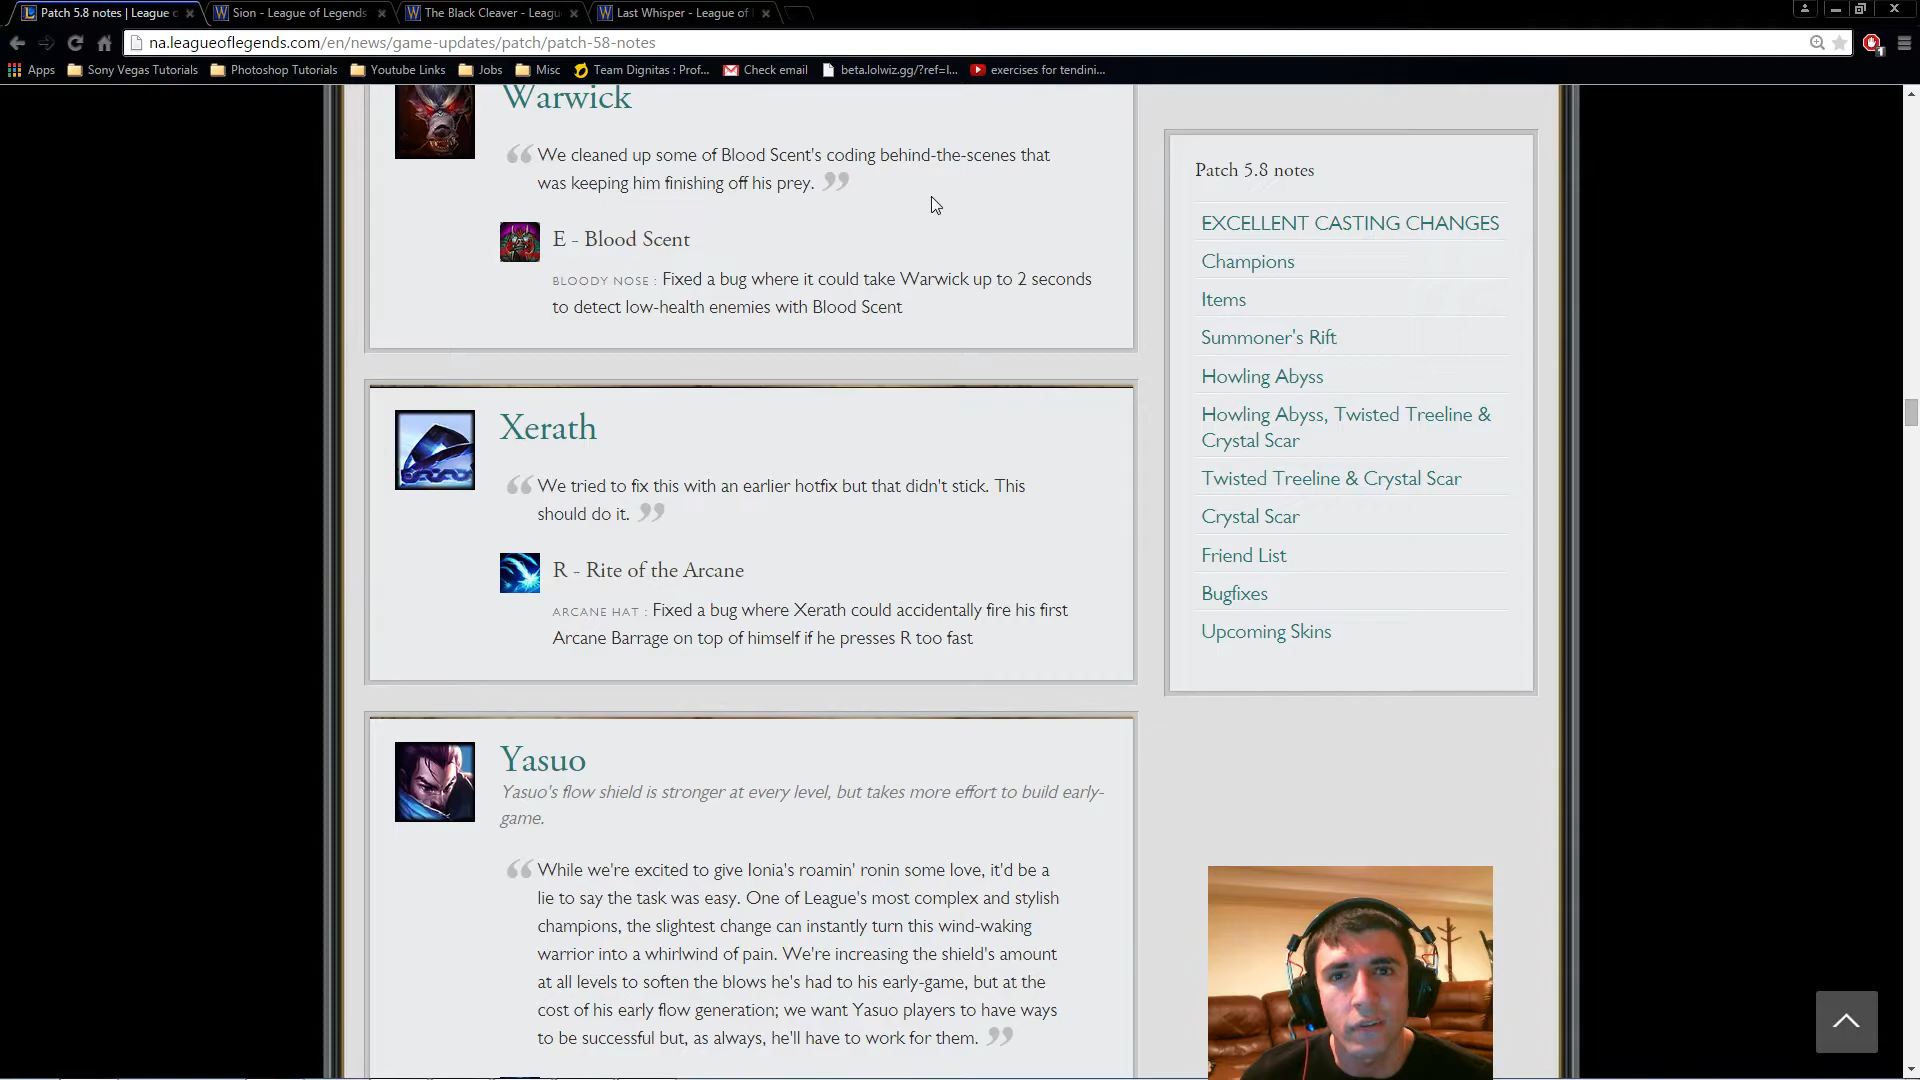 Patch 5.8 notes | League
Sion - League of Legends
The Black Cleaver - Leagu
Last Whisper - League of
na.leagueoflegends.com/en/news/game-updates/patch/patch-58-notes
Apps
Sony Vegas Tutorials
Photoshop Tutorials
Youtube Links
Jobs
Misc
Team Dignitas : Prof...
Check email
beta.lolwiz.gg/?ref=l...
exercises for tendini...
Warwick
“ We cleaned up some of Blood Scent's coding behind-the-scenes that
was keeping him finishing off his prey. ”
E - Blood Scent
BLOODY NOSE : Fixed a bug where it could take Warwick up to 2 seconds
to detect low-health enemies with Blood Scent
Xerath
“ We tried to fix this with an earlier hotfix but that didn't stick. This
should do it. ”
R - Rite of the Arcane
ARCANE HAT : Fixed a bug where Xerath could accidentally fire his first
Arcane Barrage on top of himself if he presses R too fast
Yasuo
Yasuo's flow shield is stronger at every level, but takes more effort to build early-
game.
“ While we're excited to give Ionia's roamin' ronin some love, it'd be a
lie to say the task was easy. One of League's most complex and stylish
champions, the slightest change can instantly turn this wind-waking
warrior into a whirlwind of pain. We're increasing the shield's amount
at all levels to soften the blows he's had to his early-game, but at the
cost of his early flow generation; we want Yasuo players to have ways
to be successful but, as always, he'll have to work for them. ”
Patch 5.8 notes
EXCELLENT CASTING CHANGES
Champions
Items
Summoner's Rift
Howling Abyss
Howling Abyss, Twisted Treeline &
Crystal Scar
Twisted Treeline & Crystal Scar
Crystal Scar
Friend List
Bugfixes
Upcoming Skins